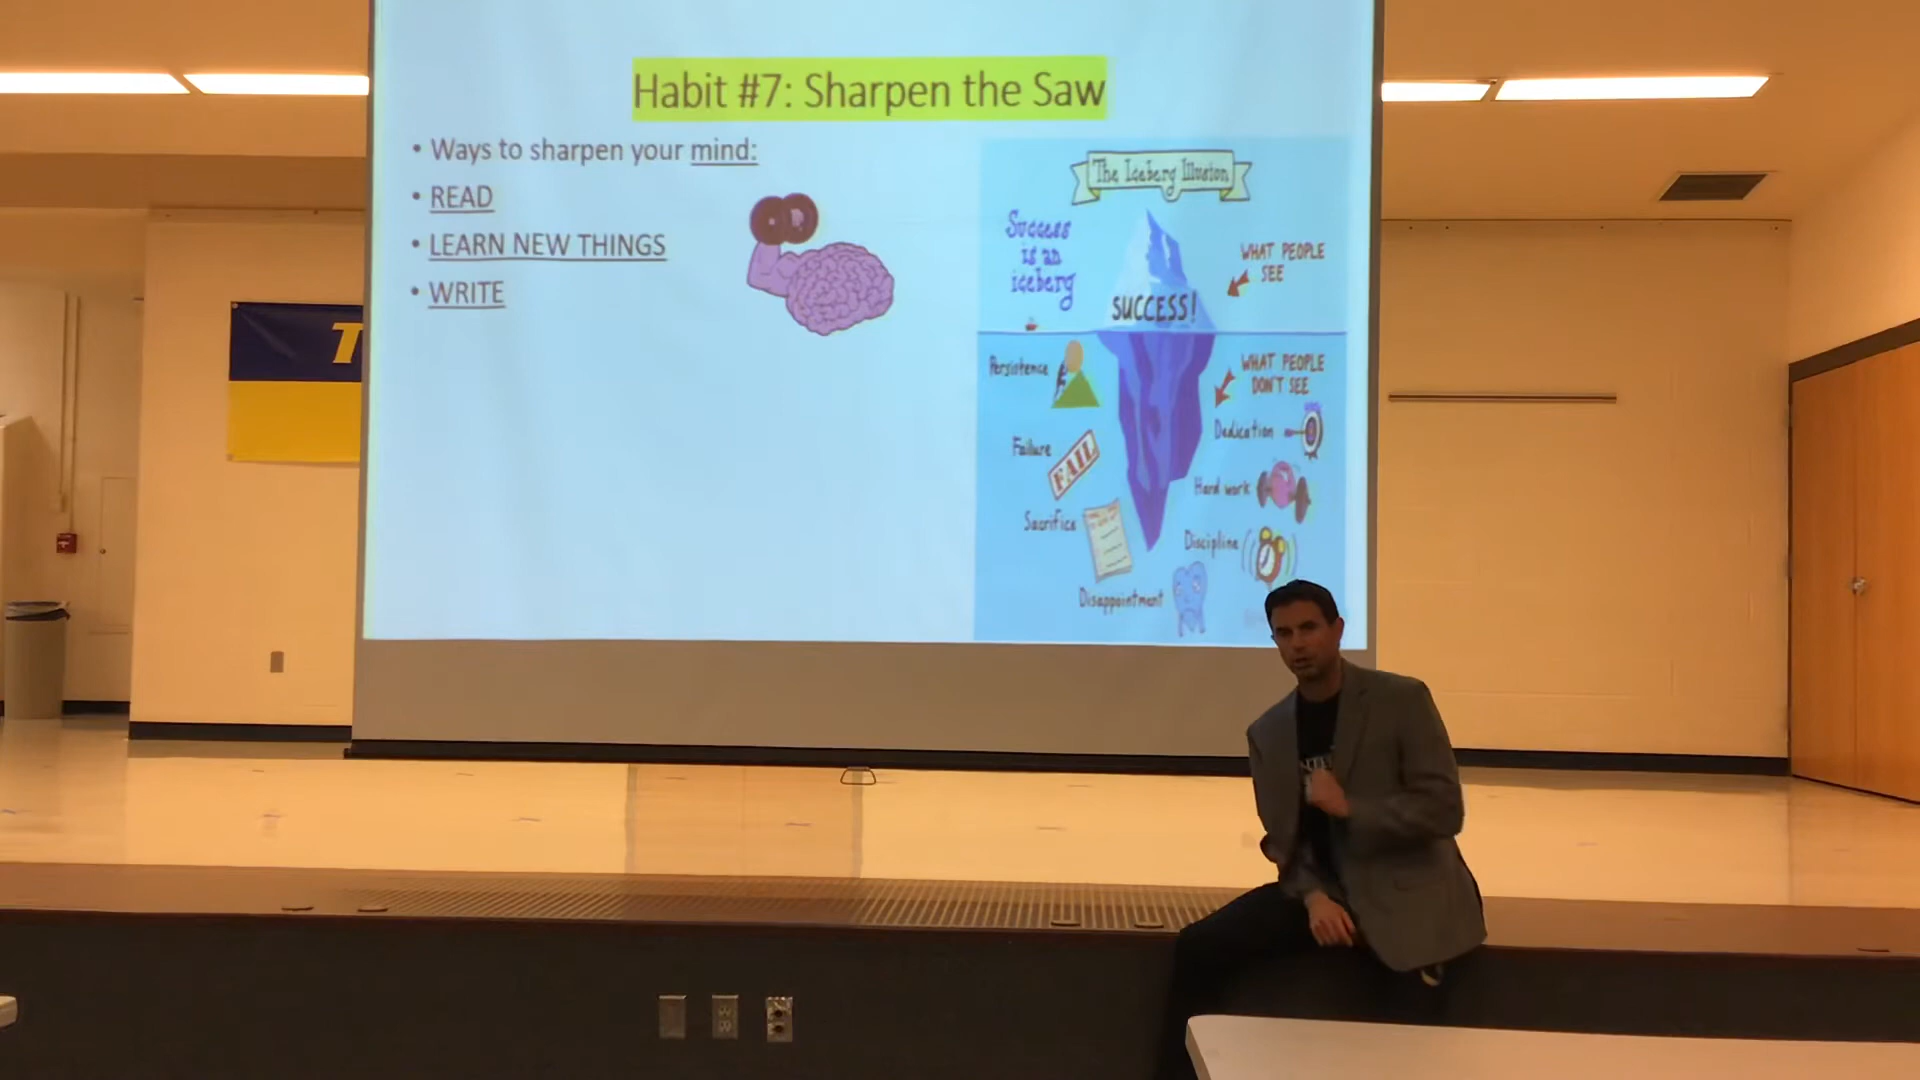 Habit #7: Sharpen the Saw
• Ways to sharpen your mind:
• READ
• LEARN NEW THINGS
• WRITE
The Iceberg Illusion
Success
is an
iceberg
WHAT PEOPLE
SEE
SUCCESS!
WHAT PEOPLE
DON'T SEE
Persistence
Dedication
Failure
FAIL
Hard work
Sacrifice
Discipline
Disappointment
T